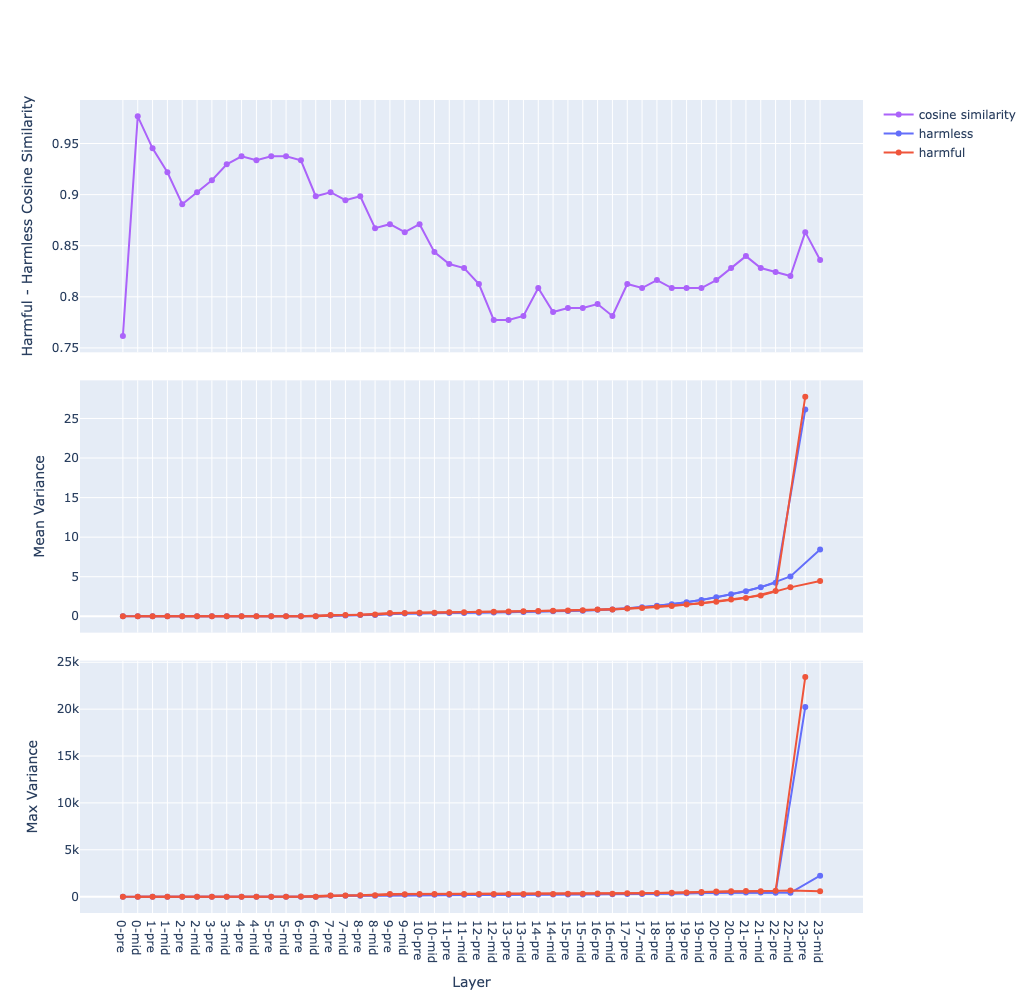 cosine similarity
harmless
harmful
Harmful - Harmless Cosine Similarity
0.95
0.9
0.85
0.8
0.75
Mean Variance
25
20
15
10
5
0
Max Variance
25k
20k
15k
10k
5k
0
0-pre
0-mid
1-pre
1-mid
2-pre
2-mid
3-pre
3-mid
4-pre
4-mid
5-pre
5-mid
6-pre
6-mid
7-pre
7-mid
8-pre
8-mid
9-pre
9-mid
10-pre
10-mid
11-pre
11-mid
12-pre
12-mid
13-pre
13-mid
14-pre
14-mid
15-pre
15-mid
16-pre
16-mid
17-pre
17-mid
18-pre
18-mid
19-pre
19-mid
20-pre
20-mid
21-pre
21-mid
22-pre
22-mid
23-pre
23-mid
Layer